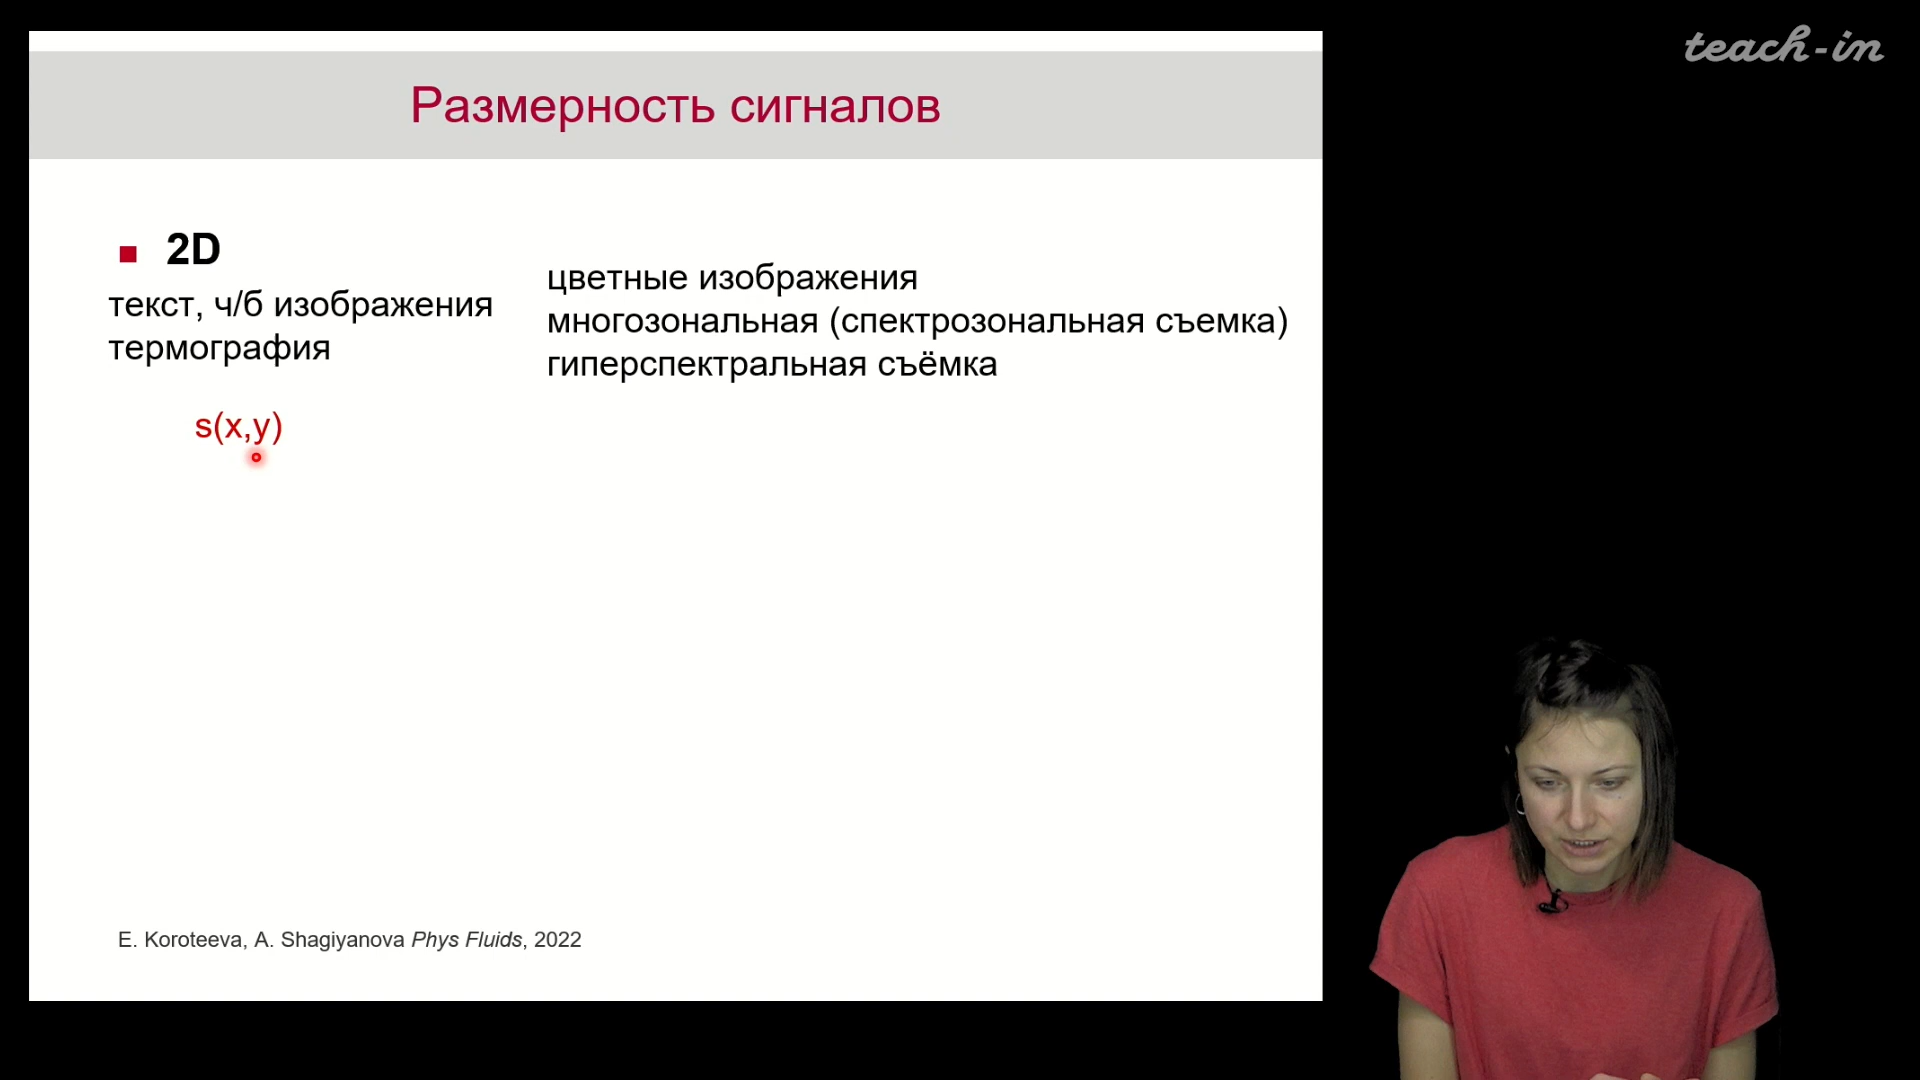 teach-in
Размерность сигналов
2D
текст, ч/б изображения
термография
s(x,y)
цветные изображения
многозональная (спектрозональная съемка)
гиперспектральная съёмка
E. Koroteeva, A. Shagiyanova Phys Fluids, 2022